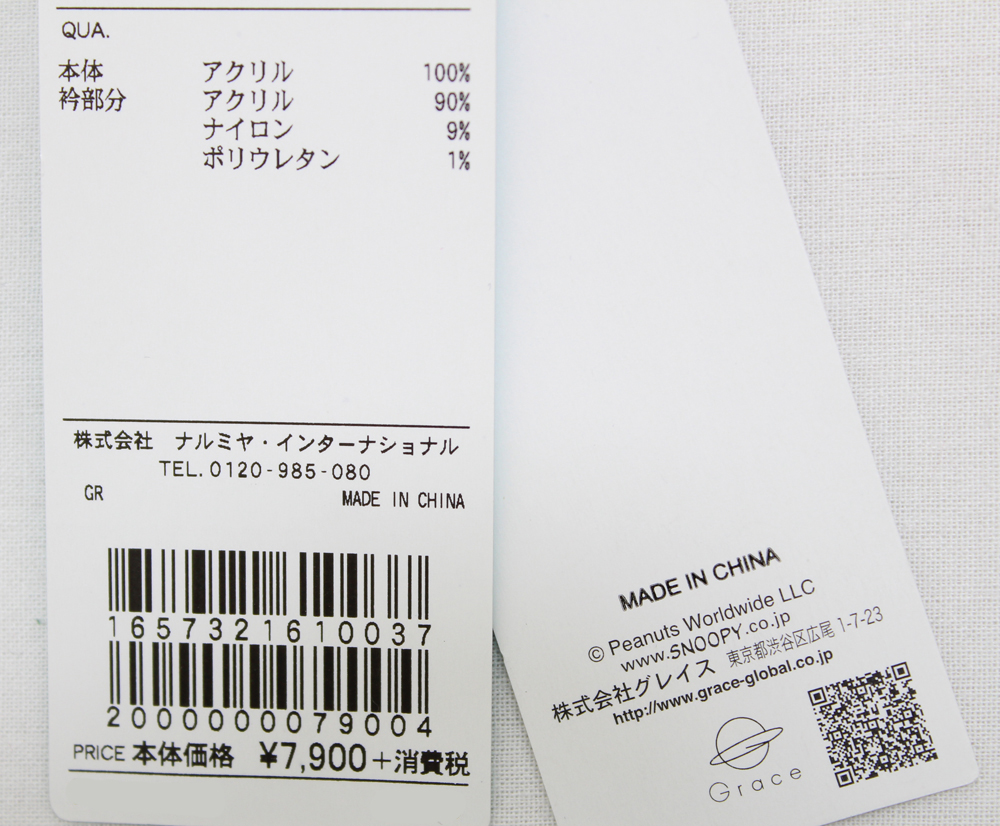 QUA.
本体 アクリル 100%
衿部分 アクリル 90%
ナイロン 9%
ポリウレタン 1%
株式会社 ナルミヤ・インターナショナル
TEL.0120-985-080
GR MADE IN CHINA
1657321610037
2000000079004
PRICE 本体価格 ¥7,900+消費税
MADE IN CHINA
© Peanuts Worldwide LLC
www.SNOOPY.co.jp
株式会社グレイス 東京都渋谷区広尾 1-7-23
http://www.grace-global.co.jp
Grace